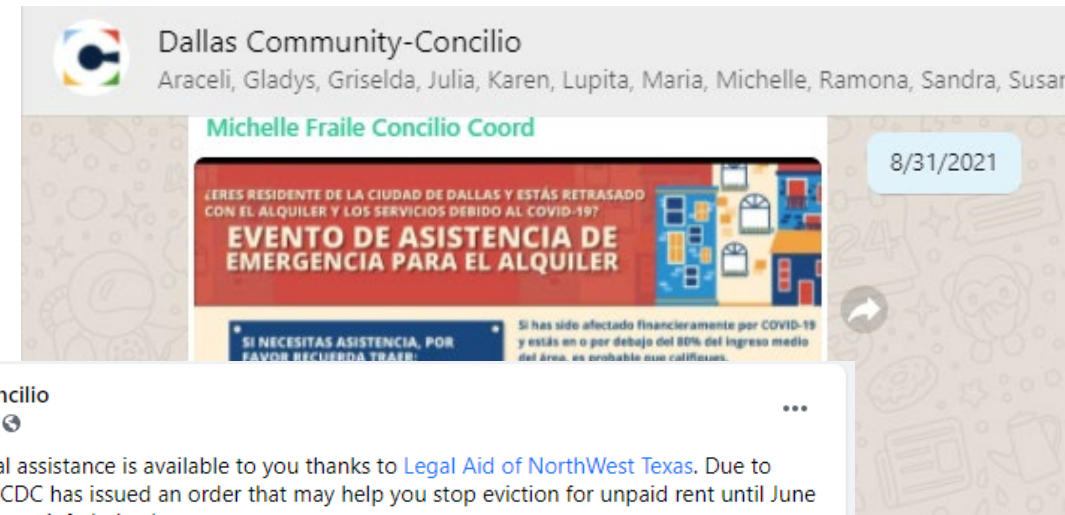 Dallas Community-Concilio
Araceli, Gladys, Griselda, Julia, Karen, Lupita, Maria, Michelle, Ramona, Sandra, Susan
Michelle Fraile Concilio Coord
8/31/2021
¿ERES RESIDENTE DE LA CIUDAD DE DALLAS Y ESTÁS RETRASADO
CON EL ALQUILER Y LOS SERVICIOS DEBIDO AL COVID-19?
EVENTO DE ASISTENCIA DE
EMERGENCIA PARA EL ALQUILER
SI NECESITAS ASISTENCIA, POR
FAVOR RECUERDA TRAER:
Si has sido afectado financieramente por COVID-19
y estás en o por debajo del 80% del ingreso medio
del área, es probable que califiques.
ncilio
al assistance is available to you thanks to Legal Aid of NorthWest Texas. Due to
CDC has issued an order that may help you stop eviction for unpaid rent until June